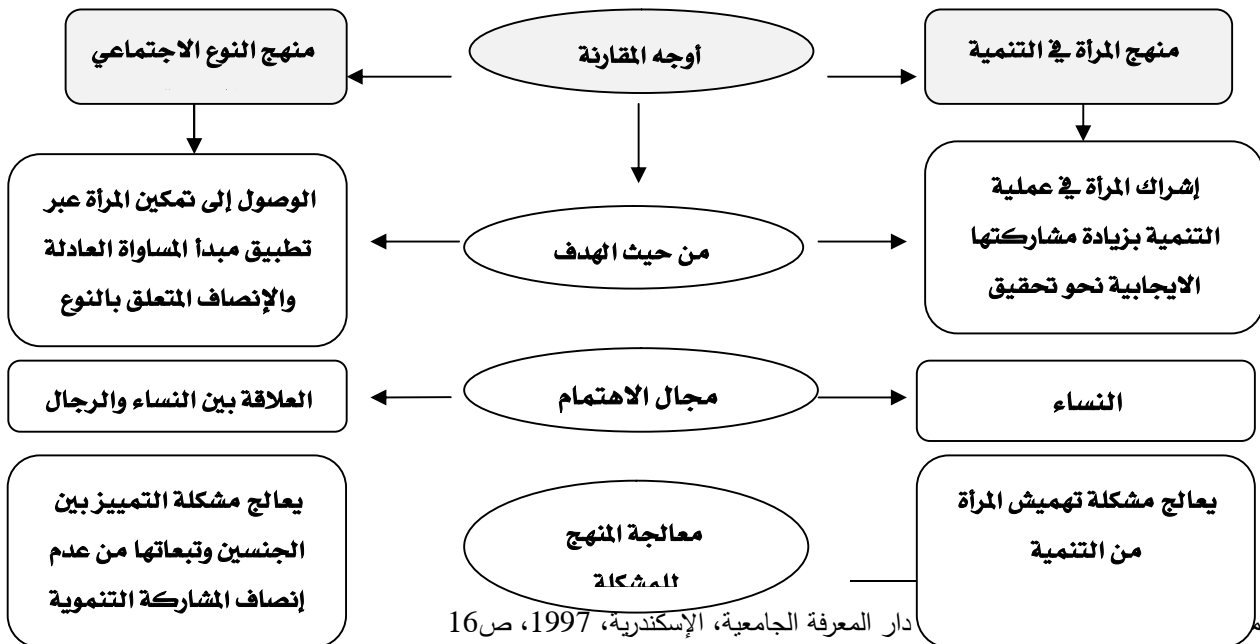 منهج المرأة في التنمية
أوجه المقارنة
منهج النوع الاجتماعي
إشراك المرأة في عملية
التنمية بزيادة مشاركتها
الايجابية نحو تحقيق
من حيث الهدف
الوصول إلى تمكين المرأة عبر
تطبيق مبدأ المساواة العادلة
والإنصاف المتعلق بالنوع
النساء
مجال الاهتمام
العلاقة بين النساء والرجال
يعالج مشكلة تهميش المرأة
من التنمية
معالجة المنهج
للمشكلة
يعالج مشكلة التمييز بين
الجنسين وتبعاتها من عدم
إنصاف المشاركة التنموية
دار المعرفة الجامعية، الإسكندرية، 1997، ص16